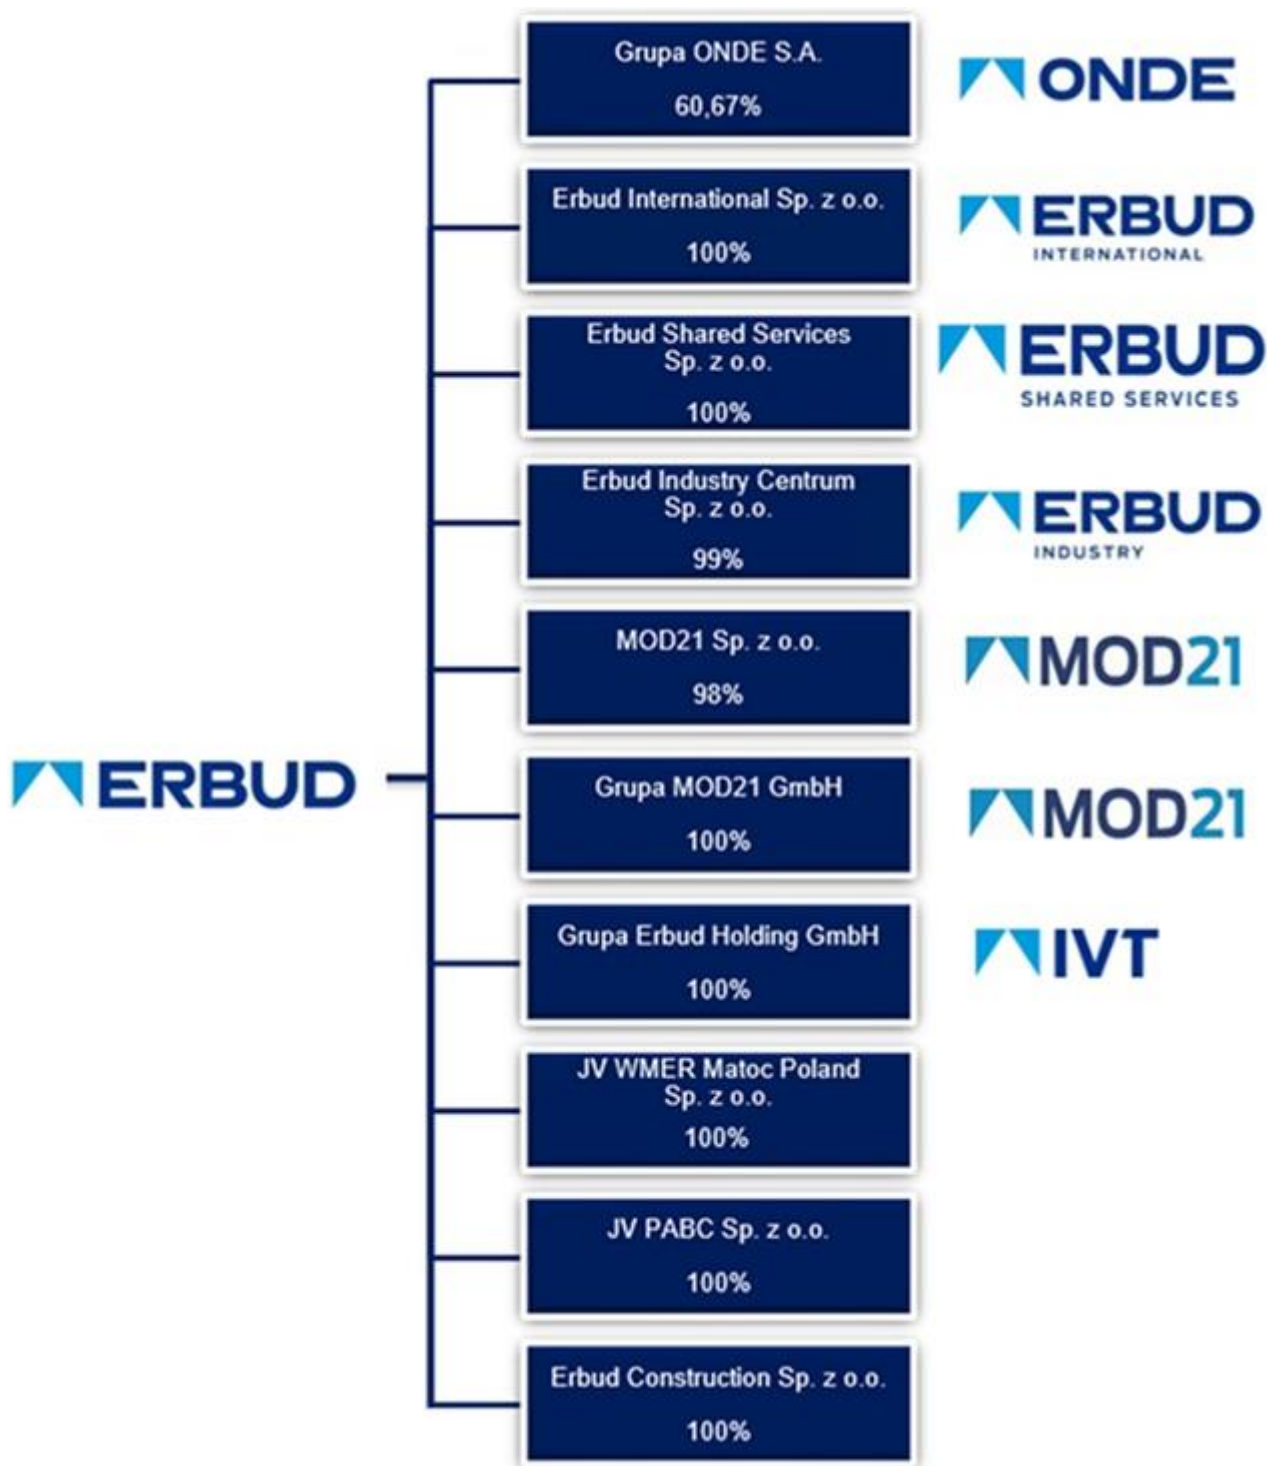 Grupa ONDE S.A.
60,67%
ONDE
Erbud International Sp. z o.o.
100%
ERBUD
INTERNATIONAL
Erbud Shared Services
Sp. z o.o.
100%
ERBUD
SHARED SERVICES
Erbud Industry Centrum
Sp. z o.o.
99%
ERBUD
INDUSTRY
MOD21 Sp. z o.o.
98%
MOD21
ERBUD
Grupa MOD21 GmbH
100%
MOD21
Grupa Erbud Holding GmbH
100%
IVT
JV WMER Matoc Poland
Sp. z o.o.
100%
JV PABC Sp. z o.o.
100%
Erbud Construction Sp. z o.o.
100%